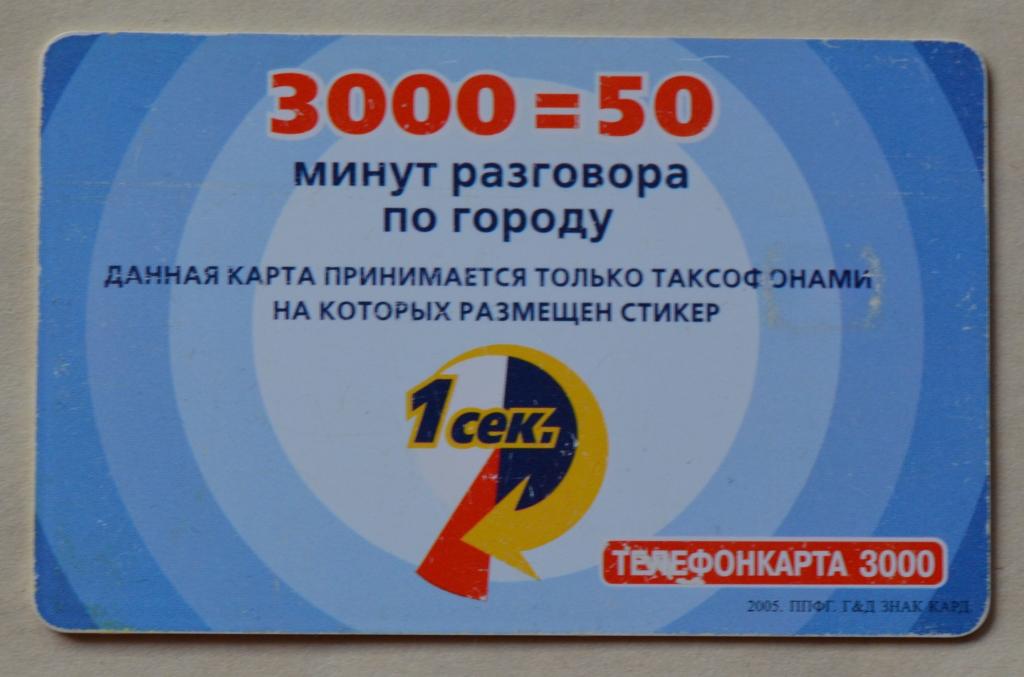 3000 = 50
минут разговора
по городу
ДАННАЯ КАРТА ПРИНИМАЕТСЯ ТОЛЬКО ТАКСОФОНАМИ
НА КОТОРЫХ РАЗМЕЩЕН СТИКЕР
1 сек.
ТЕЛЕФОНКАРТА 3000
2005. ППФГ. Г&Д ЗНАК КАРД